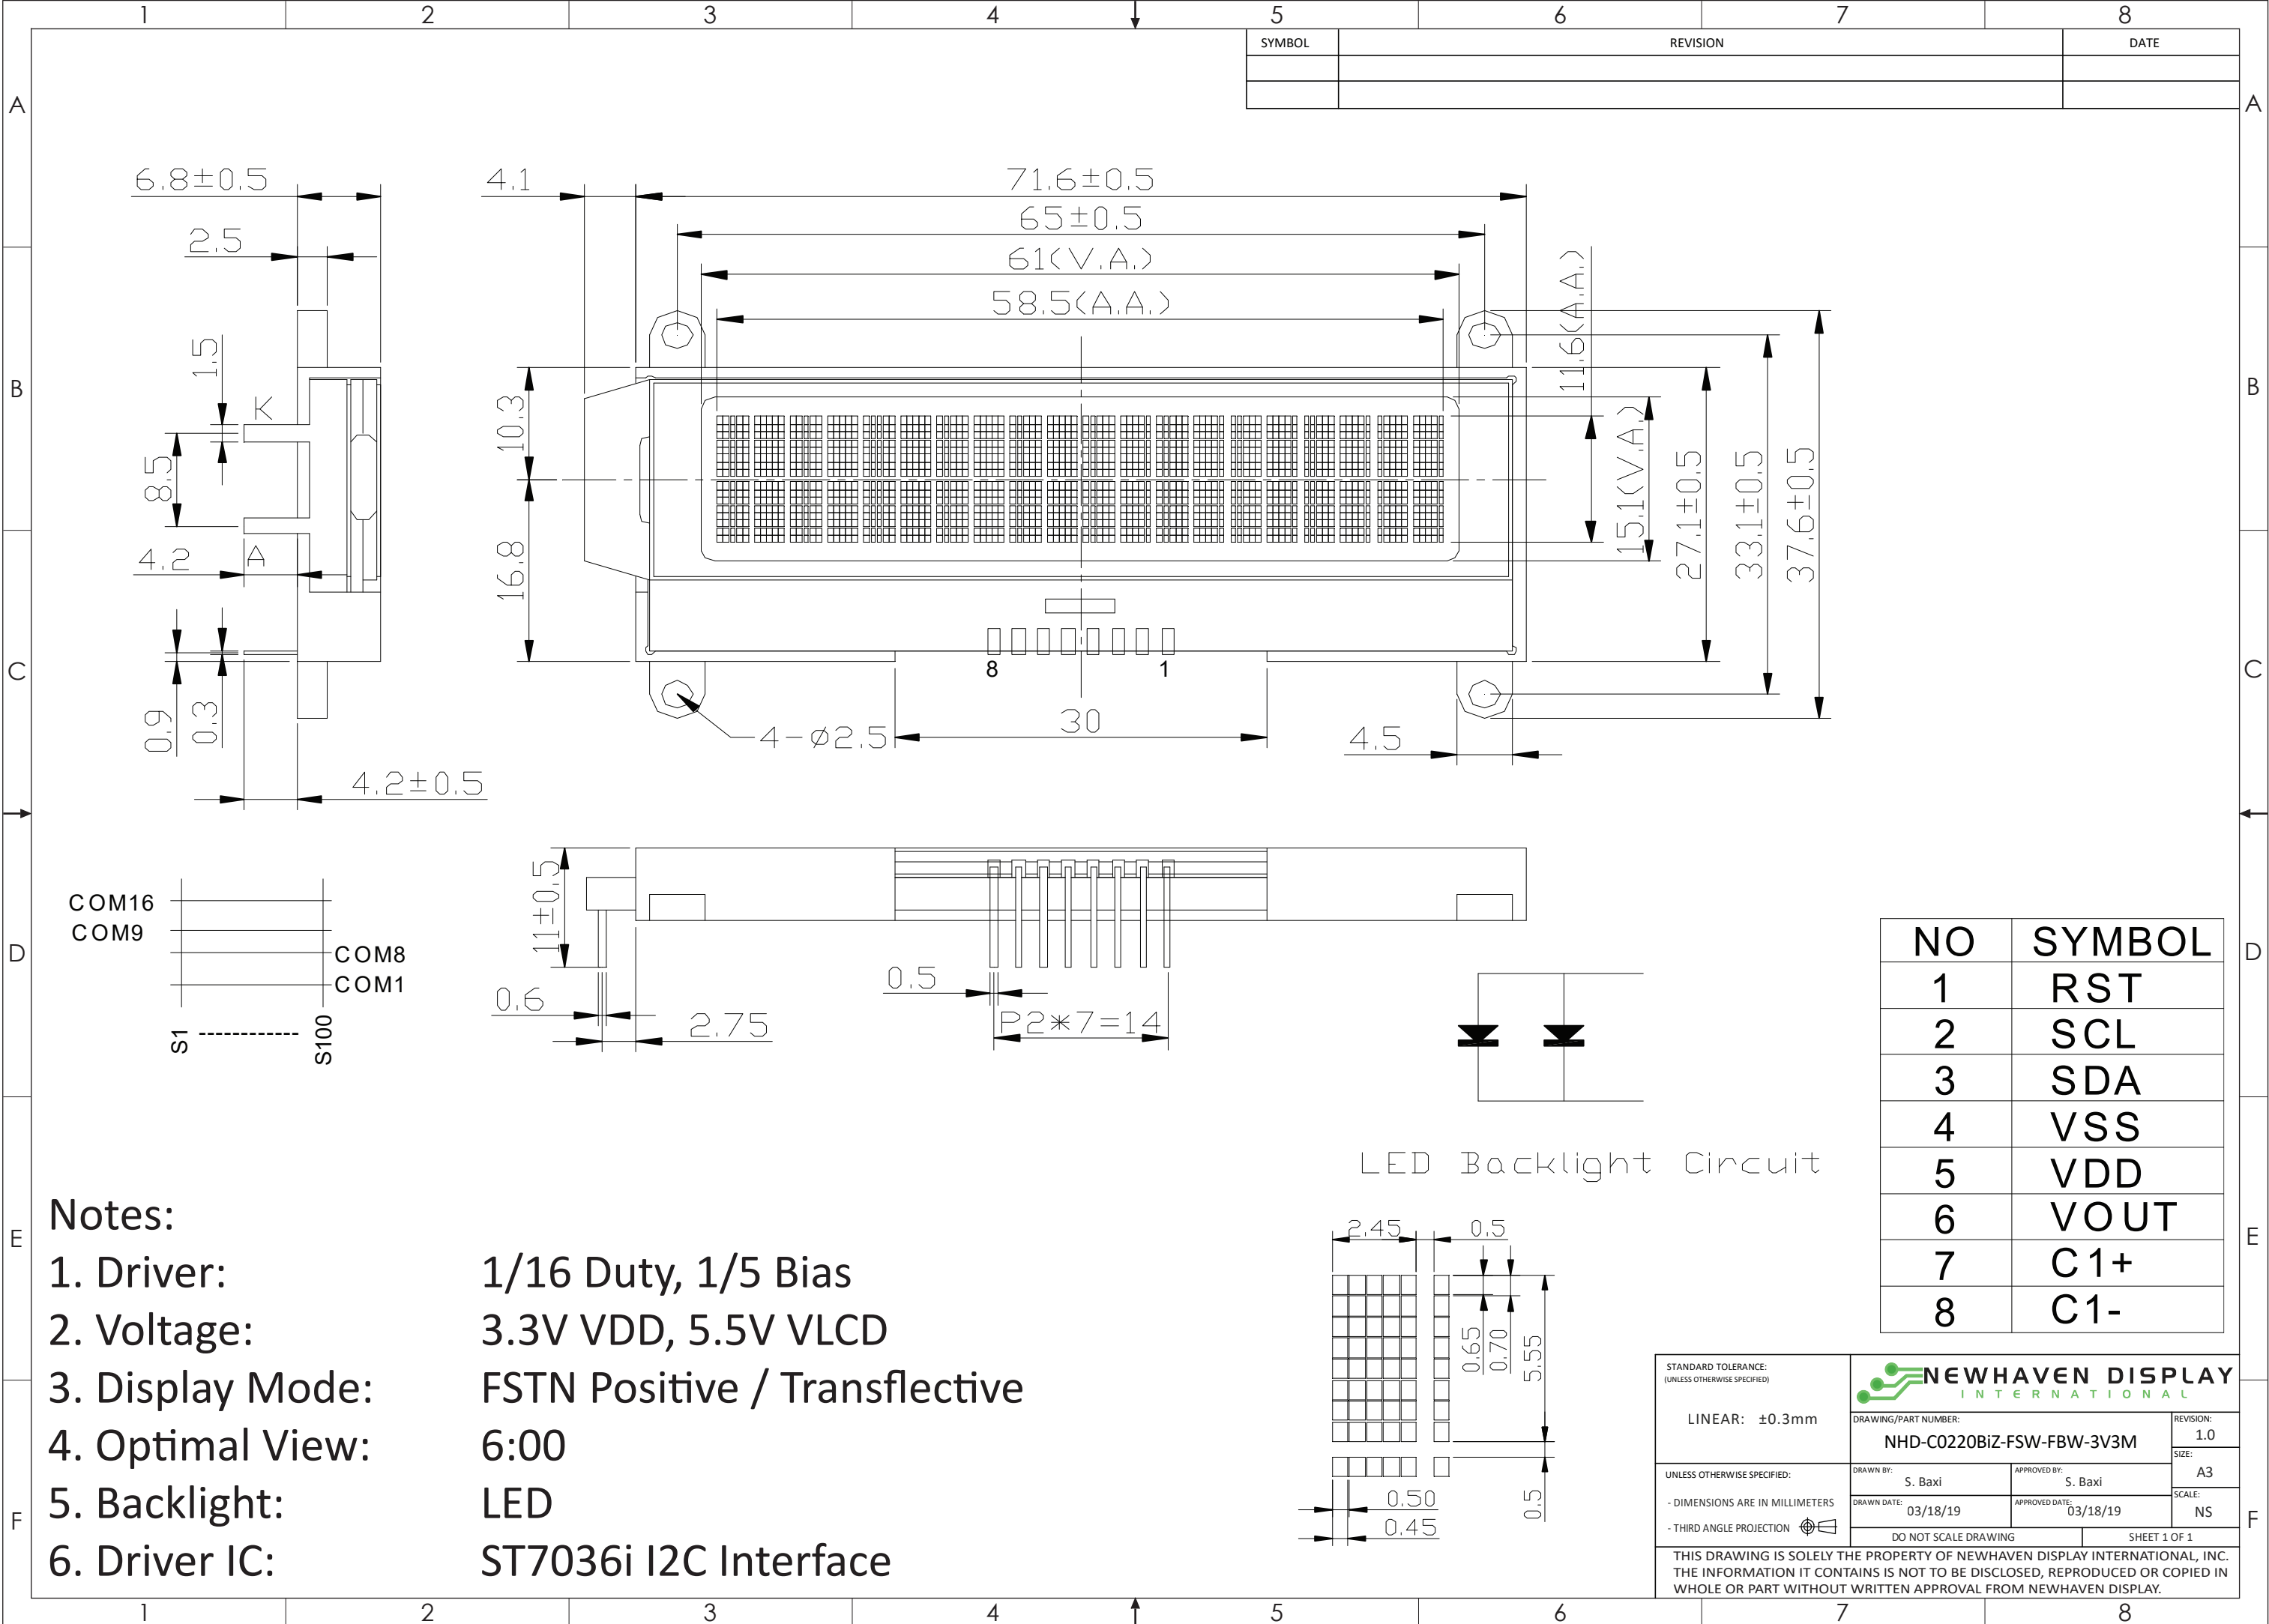 1 2 3 4 5 6 7 8
SYMBOL REVISION DATE
A A
6.8±0.5
2.5
1.5
K
8.5
4.2
A
0.9
0.3
4.2±0.5
4.1
71.6±0.5
65±0.5
61(V.A.)
58.5(A.A.)
11.6(A.A.)
15.1(V.A.)
27.1±0.5
33.1±0.5
37.6±0.5
10.3
16.8
B B
C C
8 1
4-ø2.5
30
4.5
COM16
COM9
COM8
COM1
S1 ------------ S100
D D
11±0.5
0.6
2.75
0.5
P2*7=14
LED Backlight Circuit
NO SYMBOL
1 RST
2 SCL
3 SDA
4 VSS
5 VDD
6 VOUT
7 C1+
8 C1-
E E
Notes:
1. Driver: 1/16 Duty, 1/5 Bias
2. Voltage: 3.3V VDD, 5.5V VLCD
3. Display Mode: FSTN Positive / Transflective
4. Optimal View: 6:00
5. Backlight: LED
6. Driver IC: ST7036i I2C Interface
2.45 0.5
0.65
0.70
5.55
0.5
0.50
0.45
F F
STANDARD TOLERANCE:
(UNLESS OTHERWISE SPECIFIED)
LINEAR: ±0.3mm
NEWHAVEN DISPLAY
INTERNATIONAL
DRAWING/PART NUMBER:
NHD-C0220BiZ-FSW-FBW-3V3M
REVISION:
1.0
SIZE:
A3
UNLESS OTHERWISE SPECIFIED:
- DIMENSIONS ARE IN MILLIMETERS
- THIRD ANGLE PROJECTION
DRAWN BY:
S. Baxi
APPROVED BY:
S. Baxi
DRAWN DATE:
03/18/19
APPROVED DATE:
03/18/19
SCALE:
NS
DO NOT SCALE DRAWING
SHEET 1 OF 1
THIS DRAWING IS SOLELY THE PROPERTY OF NEWHAVEN DISPLAY INTERNATIONAL, INC.
THE INFORMATION IT CONTAINS IS NOT TO BE DISCLOSED, REPRODUCED OR COPIED IN
WHOLE OR PART WITHOUT WRITTEN APPROVAL FROM NEWHAVEN DISPLAY.
1 2 3 4 5 6 7 8